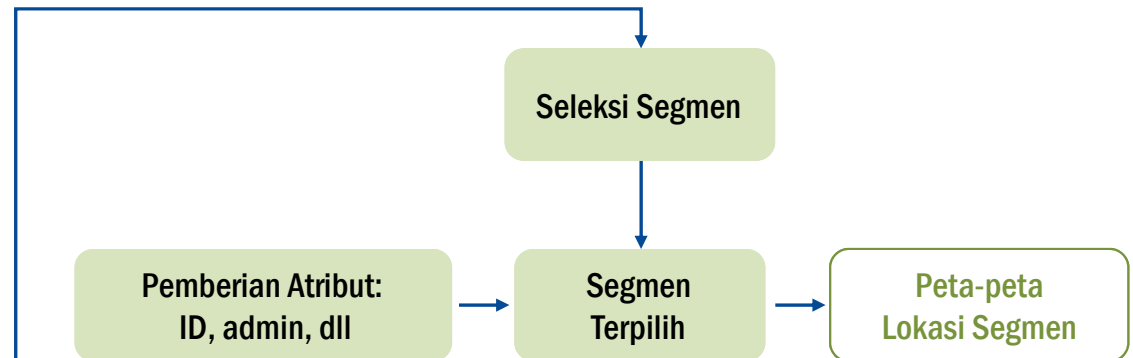 Seleksi Segmen
Pemberian Atribut:
ID, admin, dll
Segmen
Terpilih
Peta-peta
Lokasi Segmen